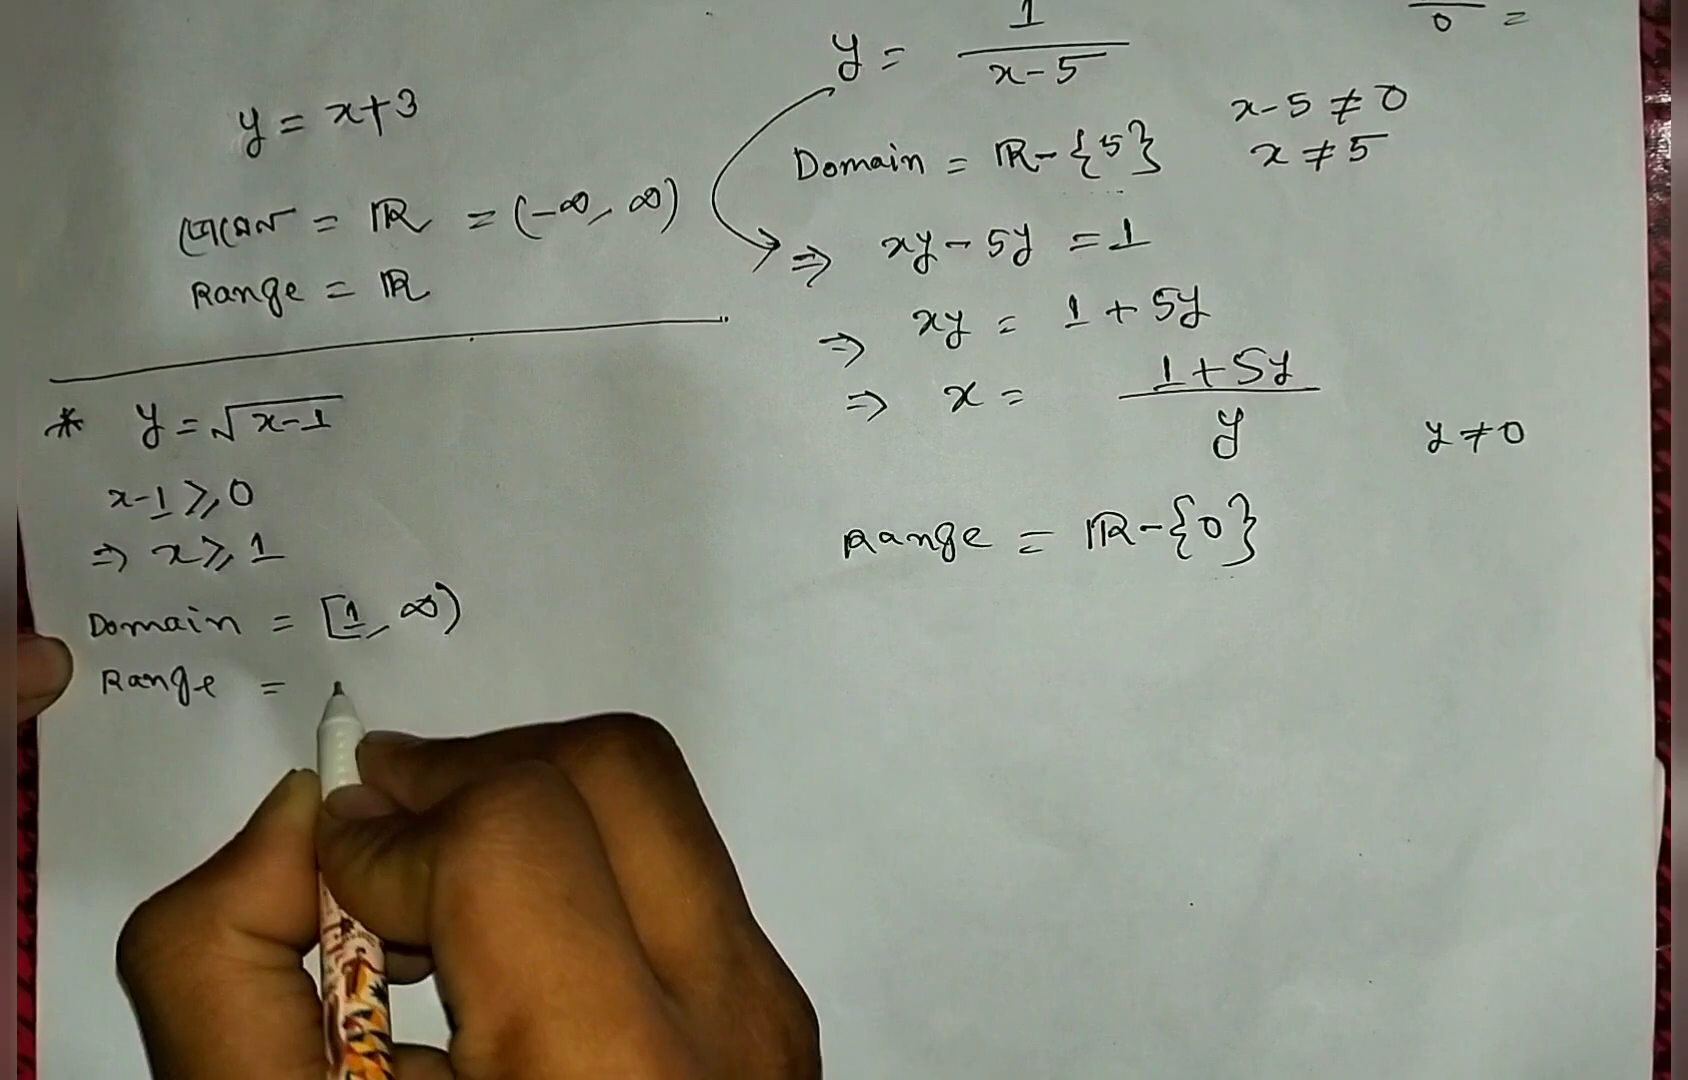 y = x+3
ডোমেন = ℝ = (-∞, ∞)
Range = ℝ
* y = √(x-1)
x-1 ⩾ 0
⇒ x ⩾ 1
Domain = [1, ∞)
Range =
y = 1/(x-5)
Domain = ℝ-{5}
x-5 ≠ 0
x ≠ 5
⇒ xy - 5y = 1
⇒ xy = 1 + 5y
⇒ x = (1+5y)/y
y ≠ 0
Range = ℝ-{0}